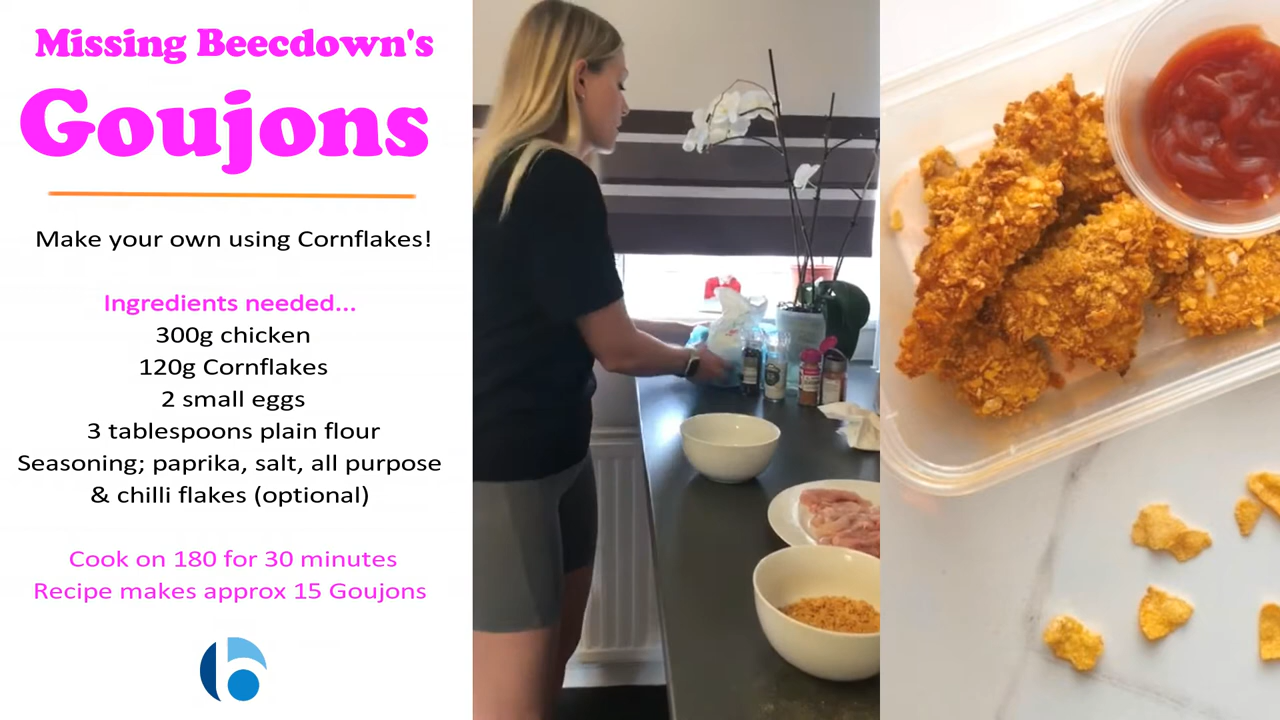 Missing Beecdown's
Goujons
Make your own using Cornflakes!
Ingredients needed...
300g chicken
120g Cornflakes
2 small eggs
3 tablespoons plain flour
Seasoning; paprika, salt, all purpose
& chilli flakes (optional)
Cook on 180 for 30 minutes
Recipe makes approx 15 Goujons